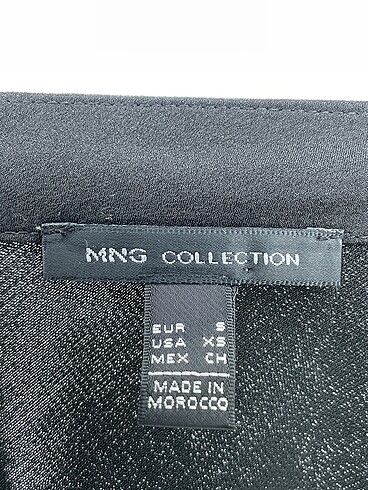 MNG COLLECTION
EUR S
USA XS
MEX CH
MADE IN
MOROCCO